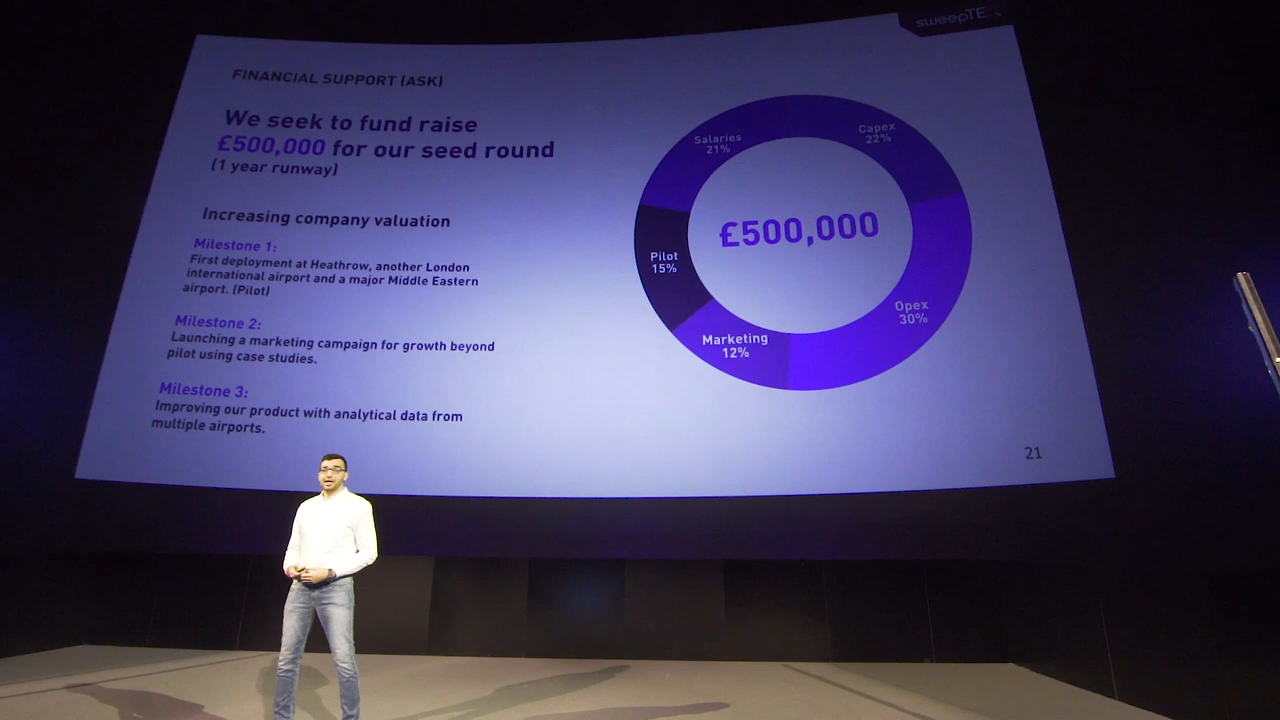 sweepTE
FINANCIAL SUPPORT (ASK)
We seek to fund raise
£500,000 for our seed round
(1 year runway)
Increasing company valuation
Milestone 1:
First deployment at Heathrow, another London
international airport and a major Middle Eastern
airport. (Pilot)
Milestone 2:
Launching a marketing campaign for growth beyond
pilot using case studies.
Milestone 3:
Improving our product with analytical data from
multiple airports.
Salaries
21%
Capex
22%
£500,000
Pilot
15%
Opex
30%
Marketing
12%
21